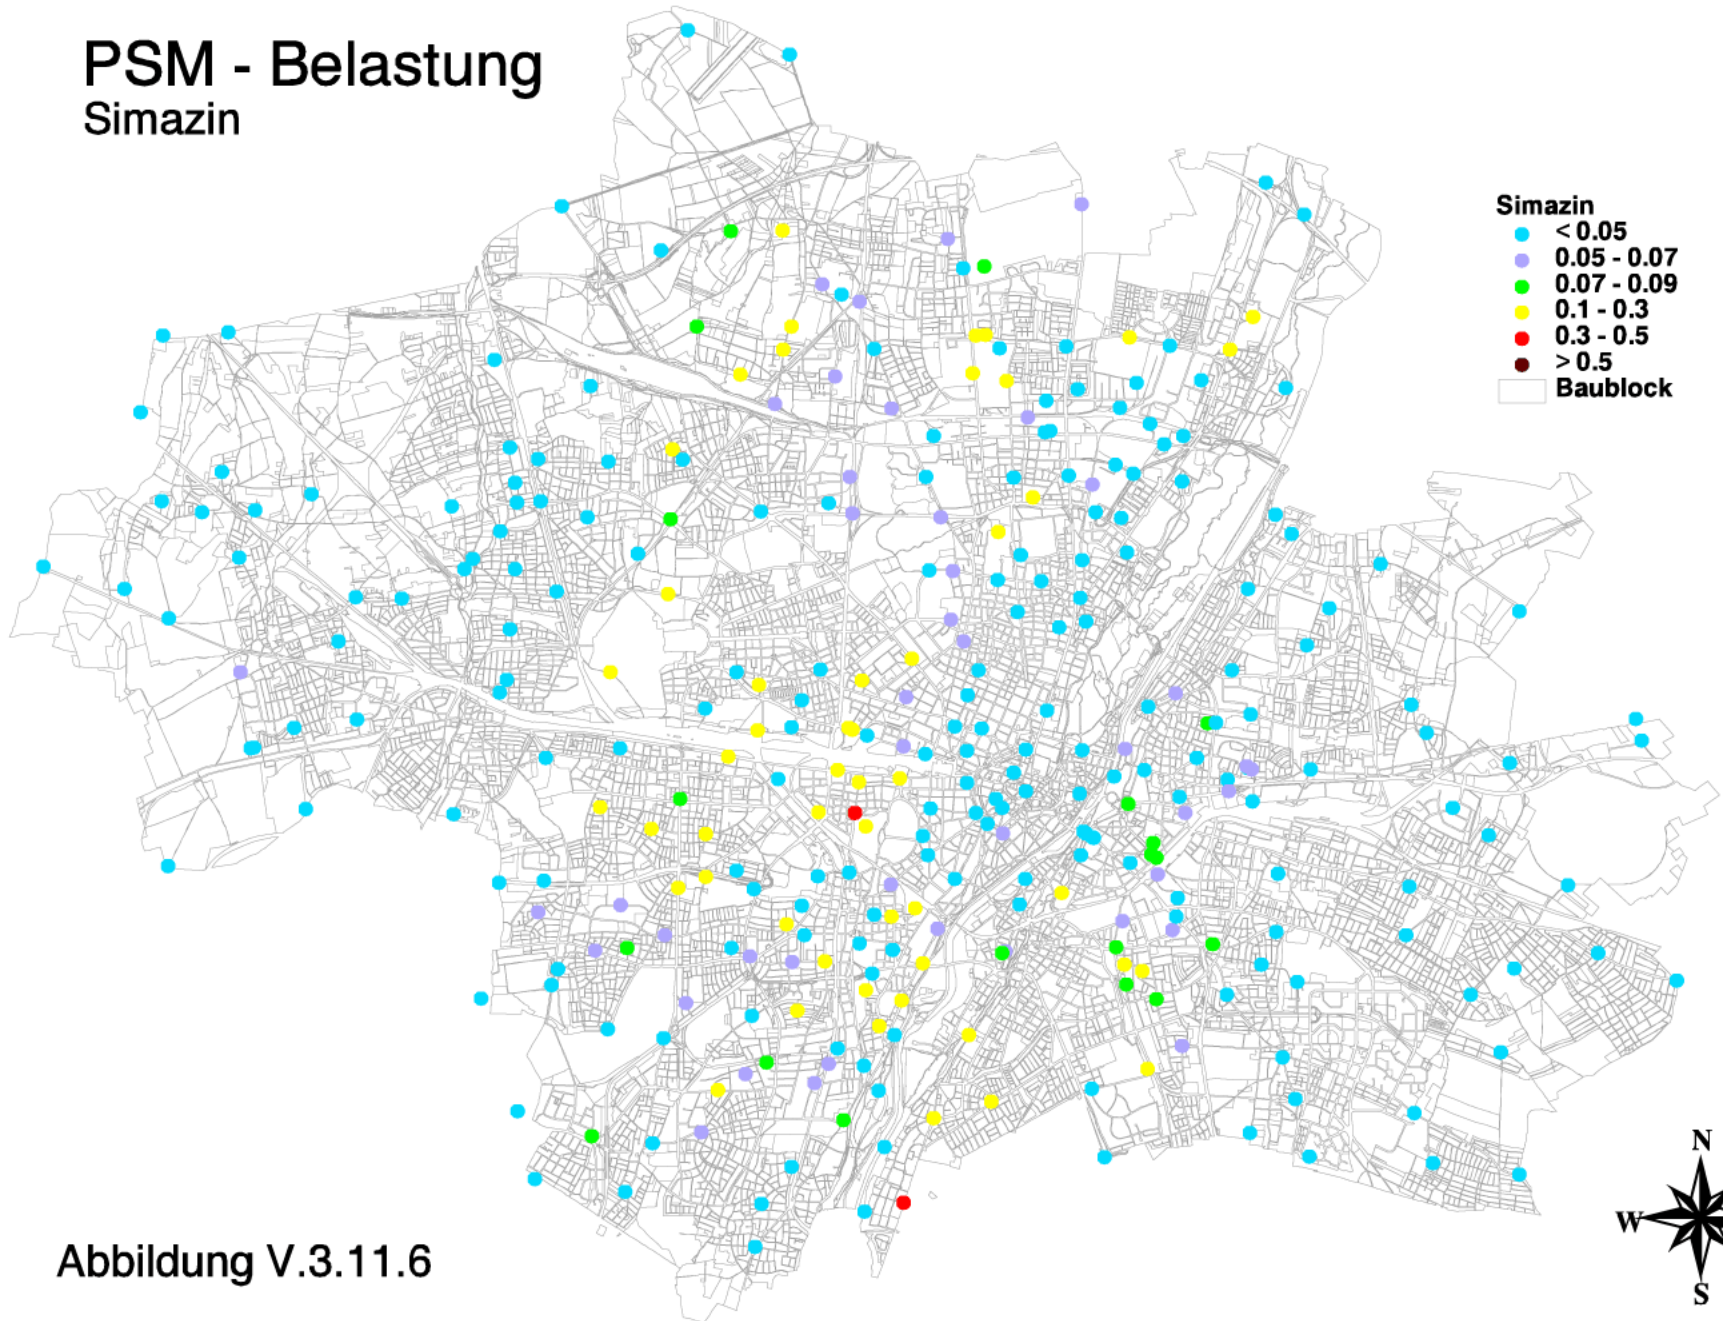 PSM - Belastung
Simazin
Simazin
< 0.05
0.05 - 0.07
0.07 - 0.09
0.1 - 0.3
0.3 - 0.5
> 0.5
Baublock
N
W
S
Abbildung V.3.11.6